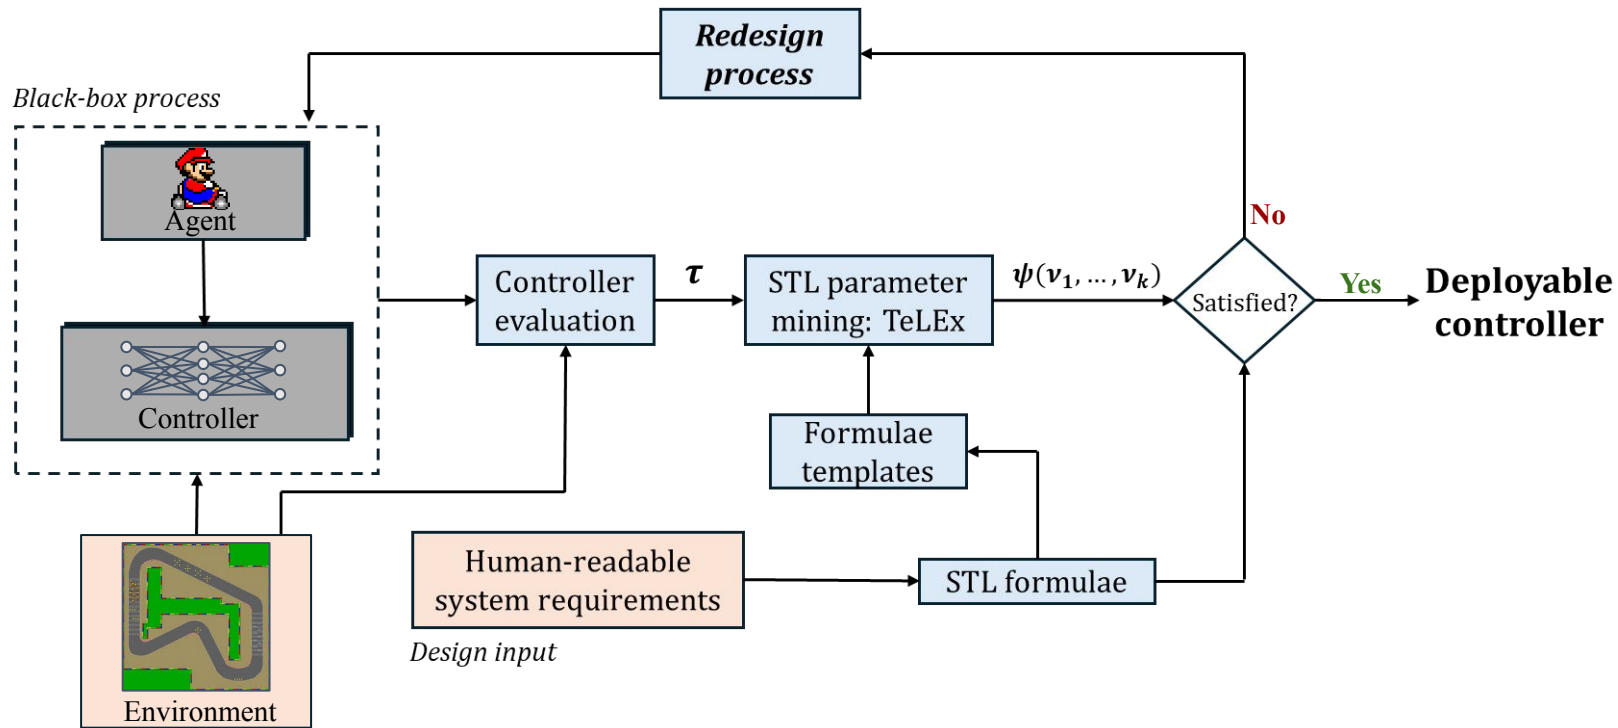 Redesign
process
Black-box process
Agent
Controller
Environment
Controller
evaluation
τ
STL parameter
mining: TeLEx
ψ(ν₁, …, νₖ)
Satisfied?
No
Yes
Deployable
controller
Formulae
templates
Human-readable
system requirements
Design input
STL formulae